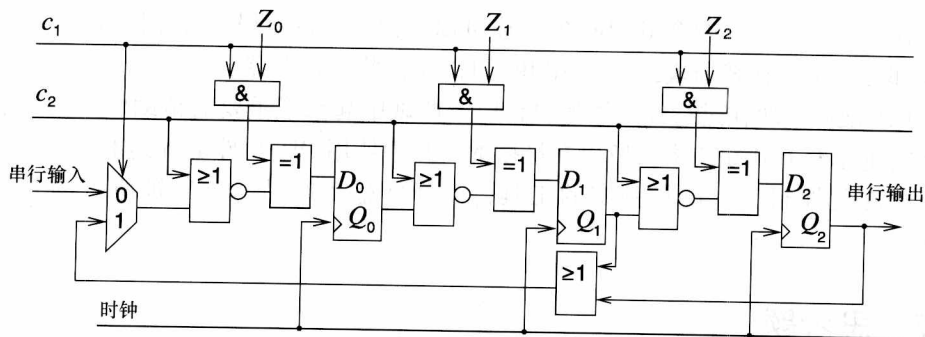 c₁ Z₀ Z₁ Z₂
& & &
c₂
串行输入 0 ≥1 =1 D₀ ≥1 =1 D₁ ≥1 =1 D₂ 串行输出
1 Q₀ Q₁ Q₂
≥1
时钟